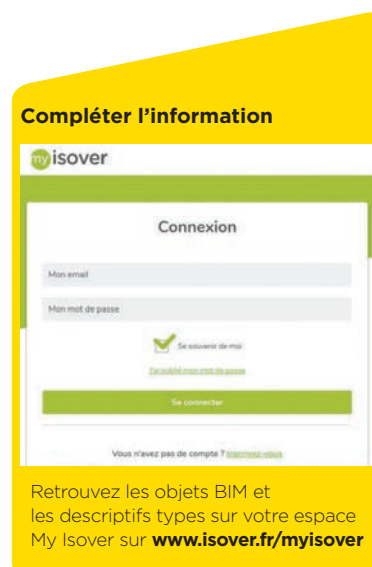 Compléter l'information
my isover
Connexion
Mon email
Mon mot de passe
Se souvenir de moi
J'ai oublié mon mot de passe
Se connecter
Vous n'avez pas de compte ? Inscrivez-vous
Retrouvez les objets BIM et
les descriptifs types sur votre espace
My Isover sur www.isover.fr/myisover